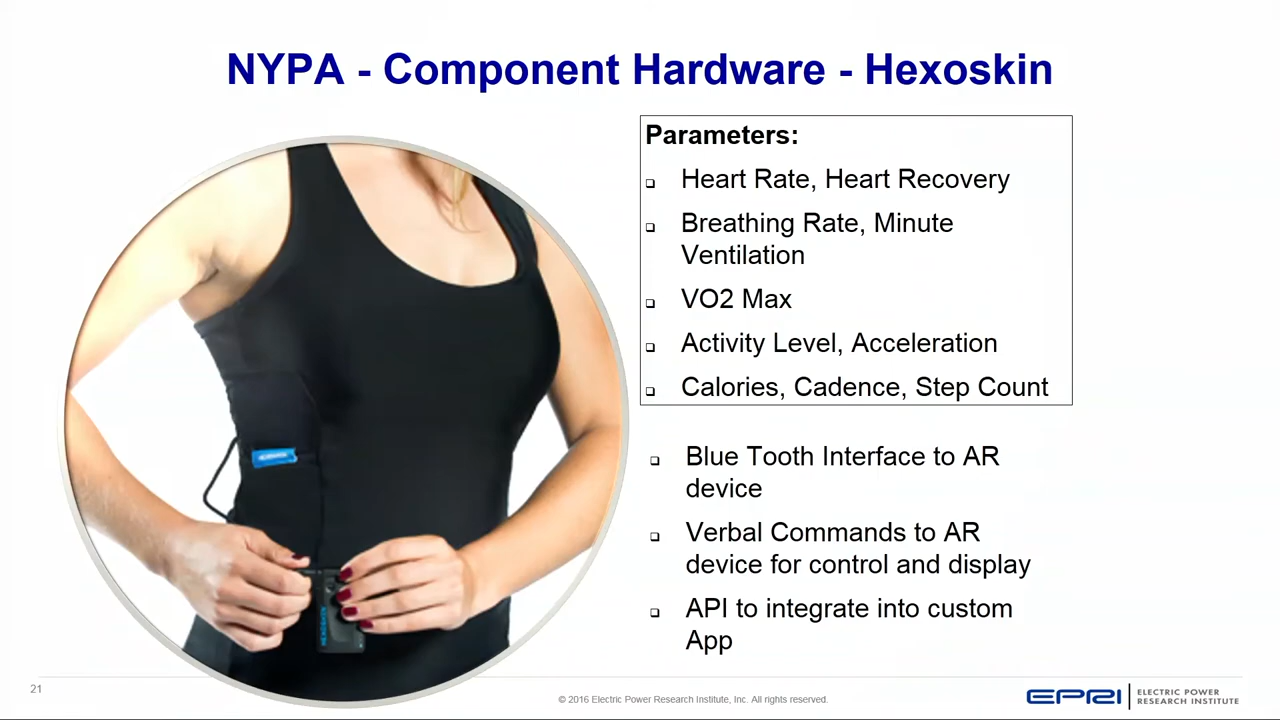 NYPA - Component Hardware - Hexoskin
Parameters:
Heart Rate, Heart Recovery
Breathing Rate, Minute
Ventilation
VO2 Max
Activity Level, Acceleration
Calories, Cadence, Step Count
Blue Tooth Interface to AR
device
Verbal Commands to AR
device for control and display
API to integrate into custom
App
HEXOSKIN
21
© 2016 Electric Power Research Institute, Inc. All rights reserved.
EPRI
ELECTRIC POWER
RESEARCH INSTITUTE